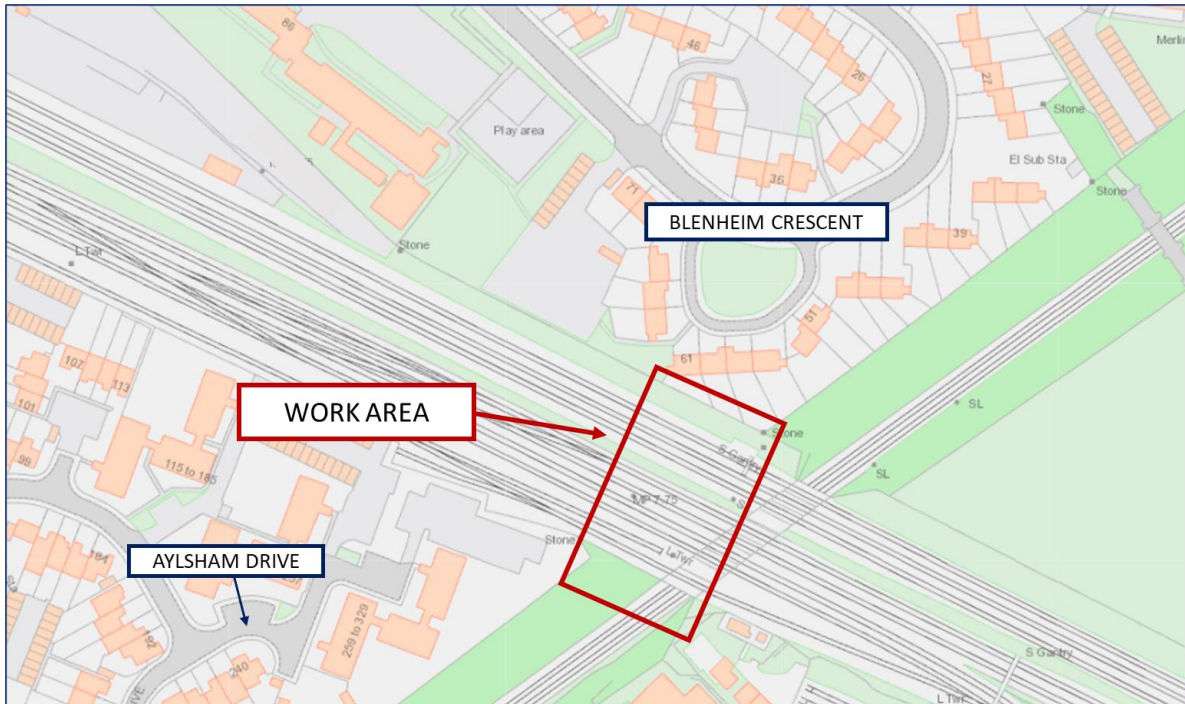 86
46
26
27
Merlin
Stone
Play area
El Sub Sta
36
71
Stone
BLENHEIM CRESCENT
39
Stone
L Twr
51
61
107
113
WORK AREA
101
SL
Stone
S Gantry
99
115 to 185
SL
MP 7.75
Stone
L Twr
AYLSHAM DRIVE
184
259 to 329
192
240
S Gantry
L Twr